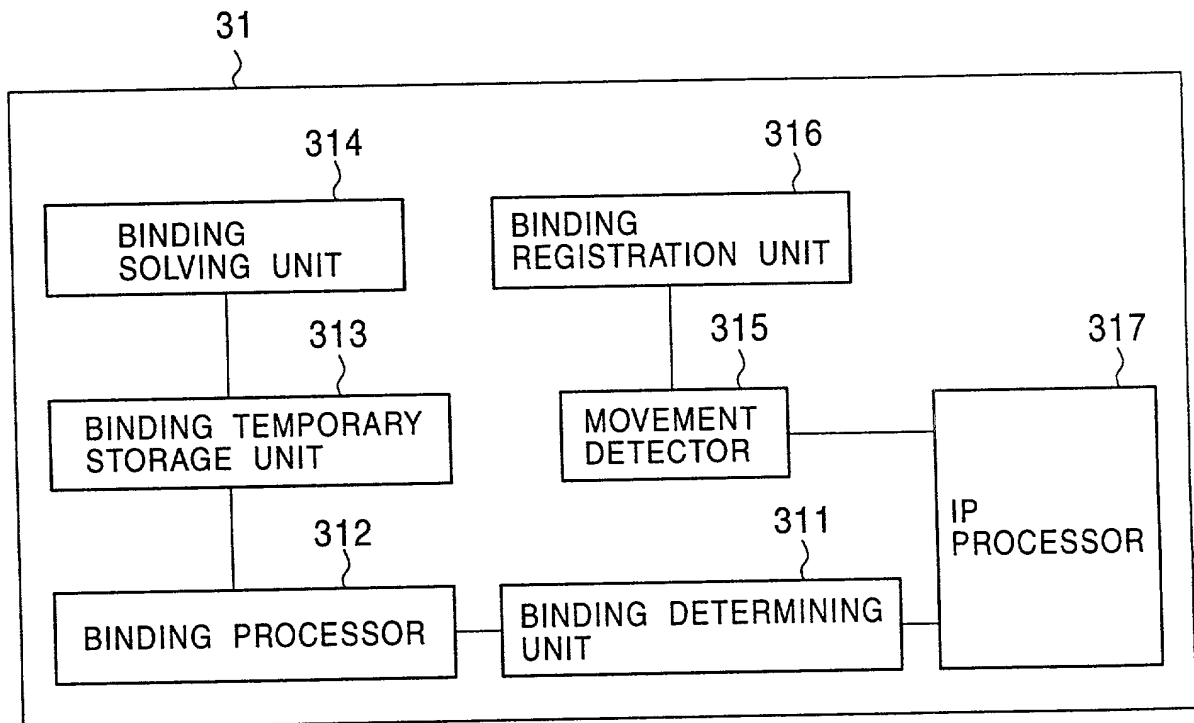 31
314
BINDING
SOLVING UNIT
316
BINDING
REGISTRATION UNIT
313
BINDING TEMPORARY
STORAGE UNIT
315
MOVEMENT
DETECTOR
317
IP
PROCESSOR
312
BINDING PROCESSOR
311
BINDING DETERMINING
UNIT